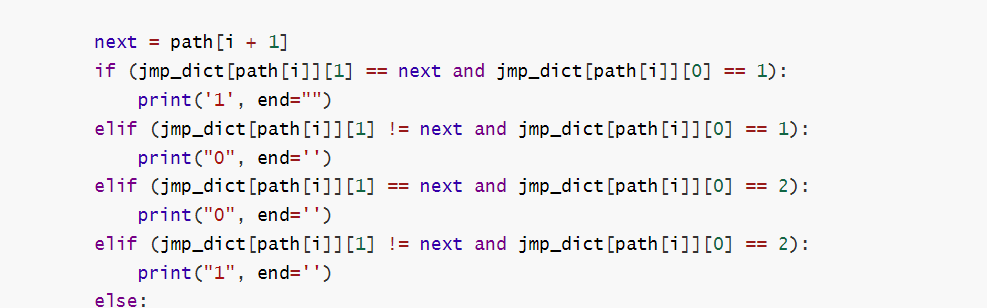 next = path[i + 1]
if (jmp_dict[path[i]][1] == next and jmp_dict[path[i]][0] == 1):
    print('1', end="")
elif (jmp_dict[path[i]][1] != next and jmp_dict[path[i]][0] == 1):
    print("0", end='')
elif (jmp_dict[path[i]][1] == next and jmp_dict[path[i]][0] == 2):
    print("0", end='')
elif (jmp_dict[path[i]][1] != next and jmp_dict[path[i]][0] == 2):
    print("1", end='')
else: